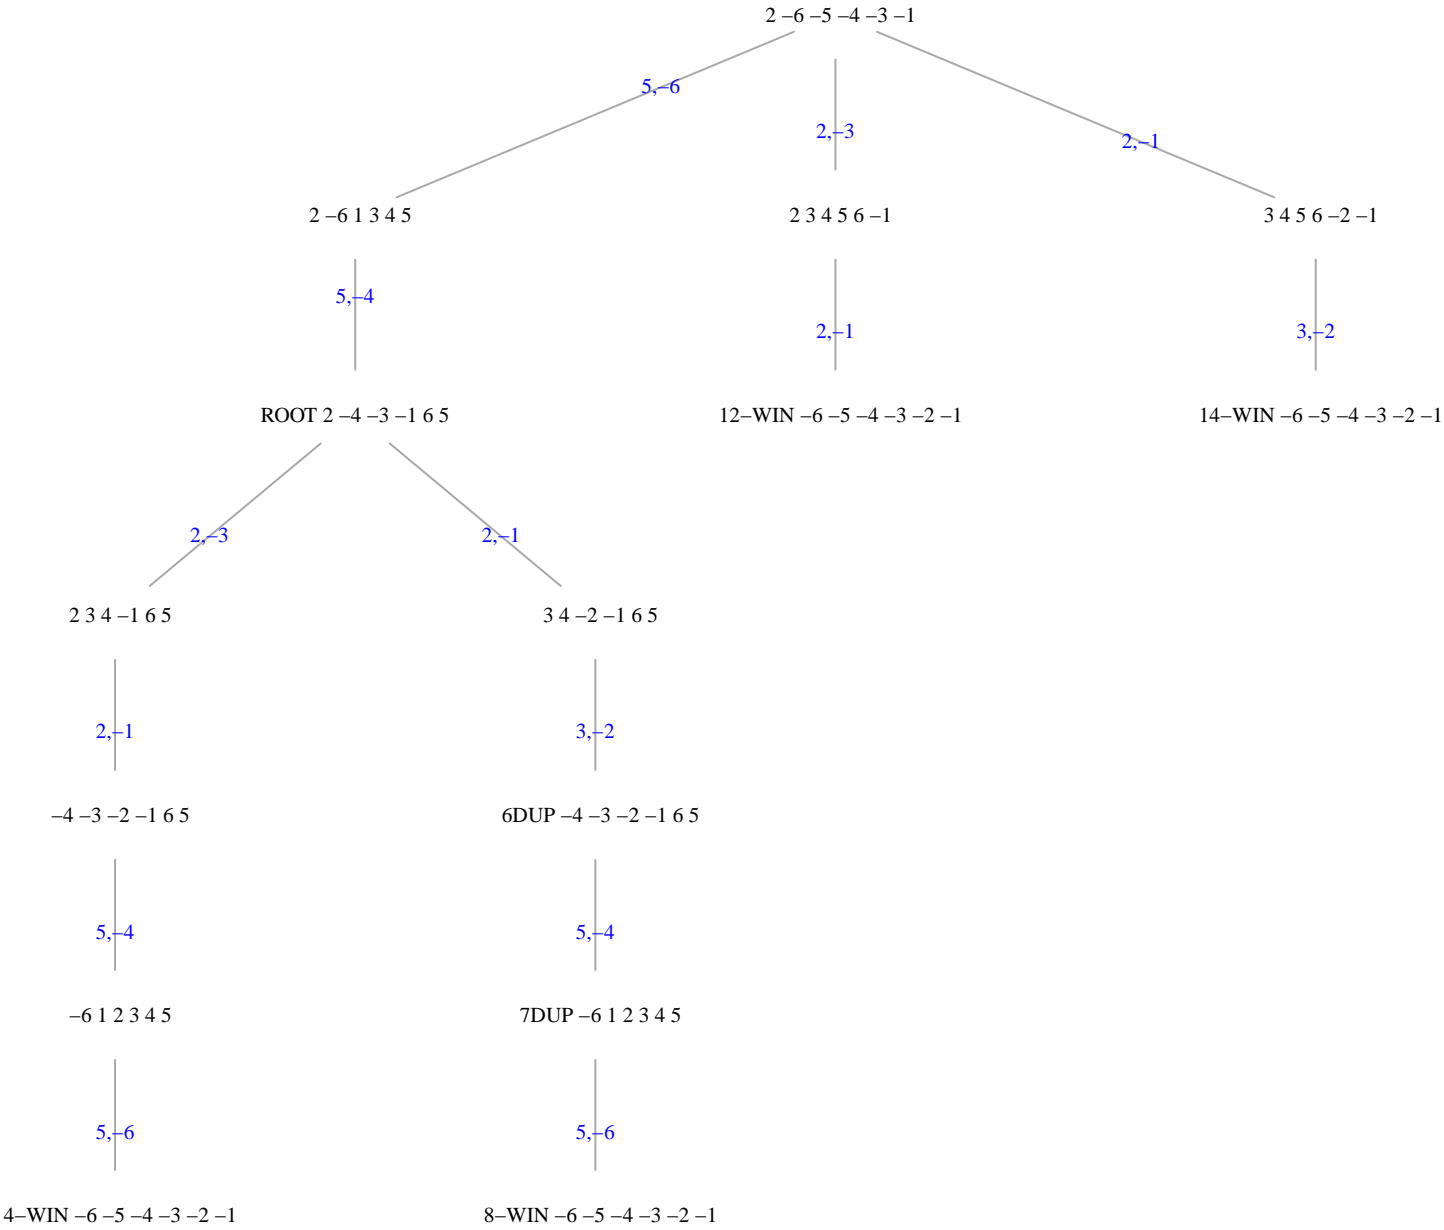 2 –6 –5 –4 –3 –1
5,–6
2,–3
2,–1
2 –6 1 3 4 5
2 3 4 5 6 –1
3 4 5 6 –2 –1
5,–4
2,–1
3,–2
ROOT 2 –4 –3 –1 6 5
12–WIN –6 –5 –4 –3 –2 –1
14–WIN –6 –5 –4 –3 –2 –1
2,–3
2,–1
2 3 4 –1 6 5
3 4 –2 –1 6 5
2,–1
3,–2
–4 –3 –2 –1 6 5
6DUP –4 –3 –2 –1 6 5
5,–4
5,–4
–6 1 2 3 4 5
7DUP –6 1 2 3 4 5
5,–6
5,–6
4–WIN –6 –5 –4 –3 –2 –1
8–WIN –6 –5 –4 –3 –2 –1